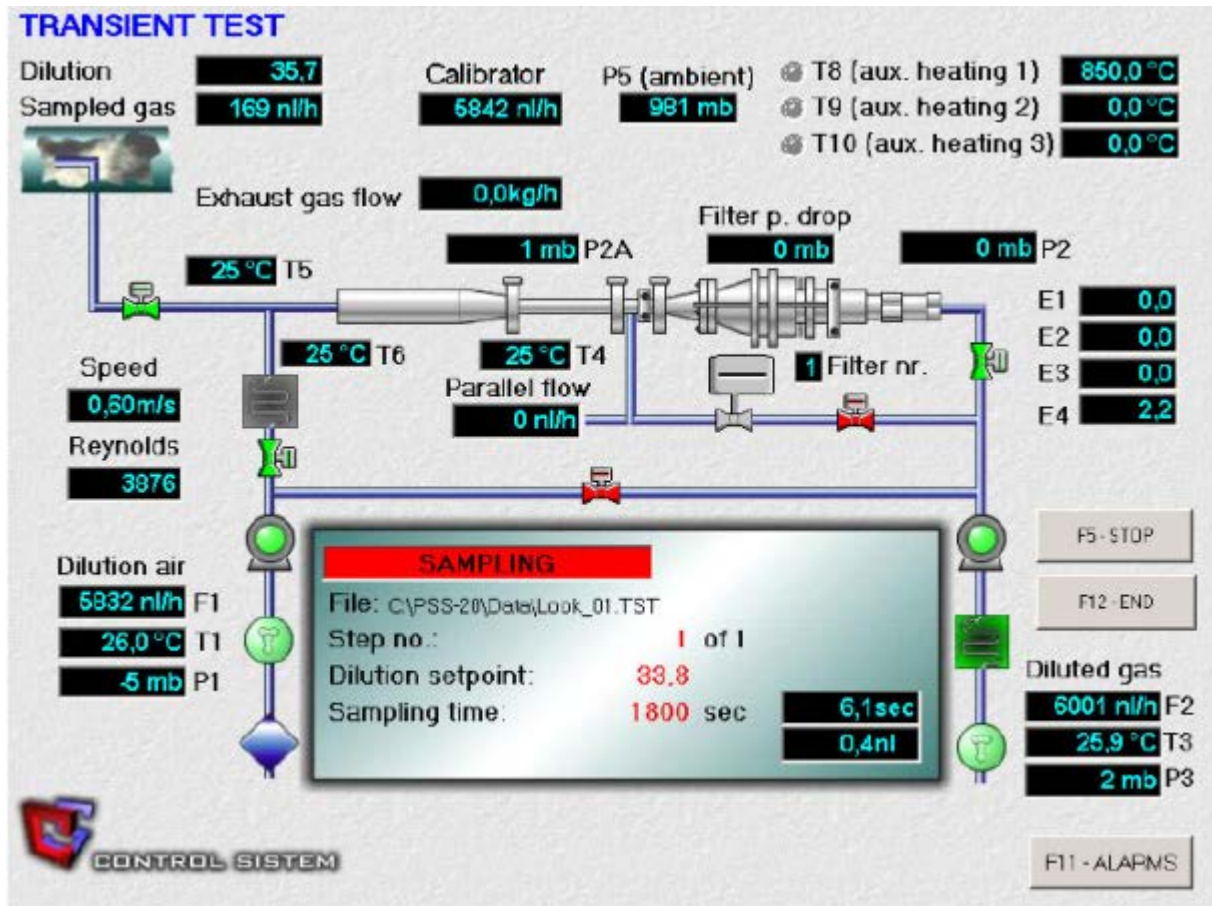 TRANSIENT TEST
Dilution 35,7
Sampled gas 169 nl/h
Calibrator
5842 nl/h
P5 (ambient)
981 mb
T8 (aux. heating 1) 850,0 °C
T9 (aux. heating 2) 0,0 °C
T10 (aux. heating 3) 0,0 °C
Exhaust gas flow 0,0kg/h
Filter p. drop
1 mb P2A
0 mb
0 mb P2
25 °C T5
E1 0,0
E2 0,0
E3 0,0
E4 2,2
25 °C T6
25 °C T4
1 Filter nr.
Speed
0,60m/s
Parallel flow
0 nl/h
Reynolds
3876
SAMPLING
File: C:\PSS-20\Data\Look_01.TST
Step no.: 1 of 1
Dilution setpoint: 33,8
Sampling time: 1800 sec
6,1sec
0,4nl
Dilution air
5832 nl/h F1
26,0 °C T1
-5 mb P1
F5 - STOP
F12 - END
Diluted gas
6001 nl/h F2
25,9 °C T3
2 mb P3
CONTROL SISTEM
F11 - ALARMS